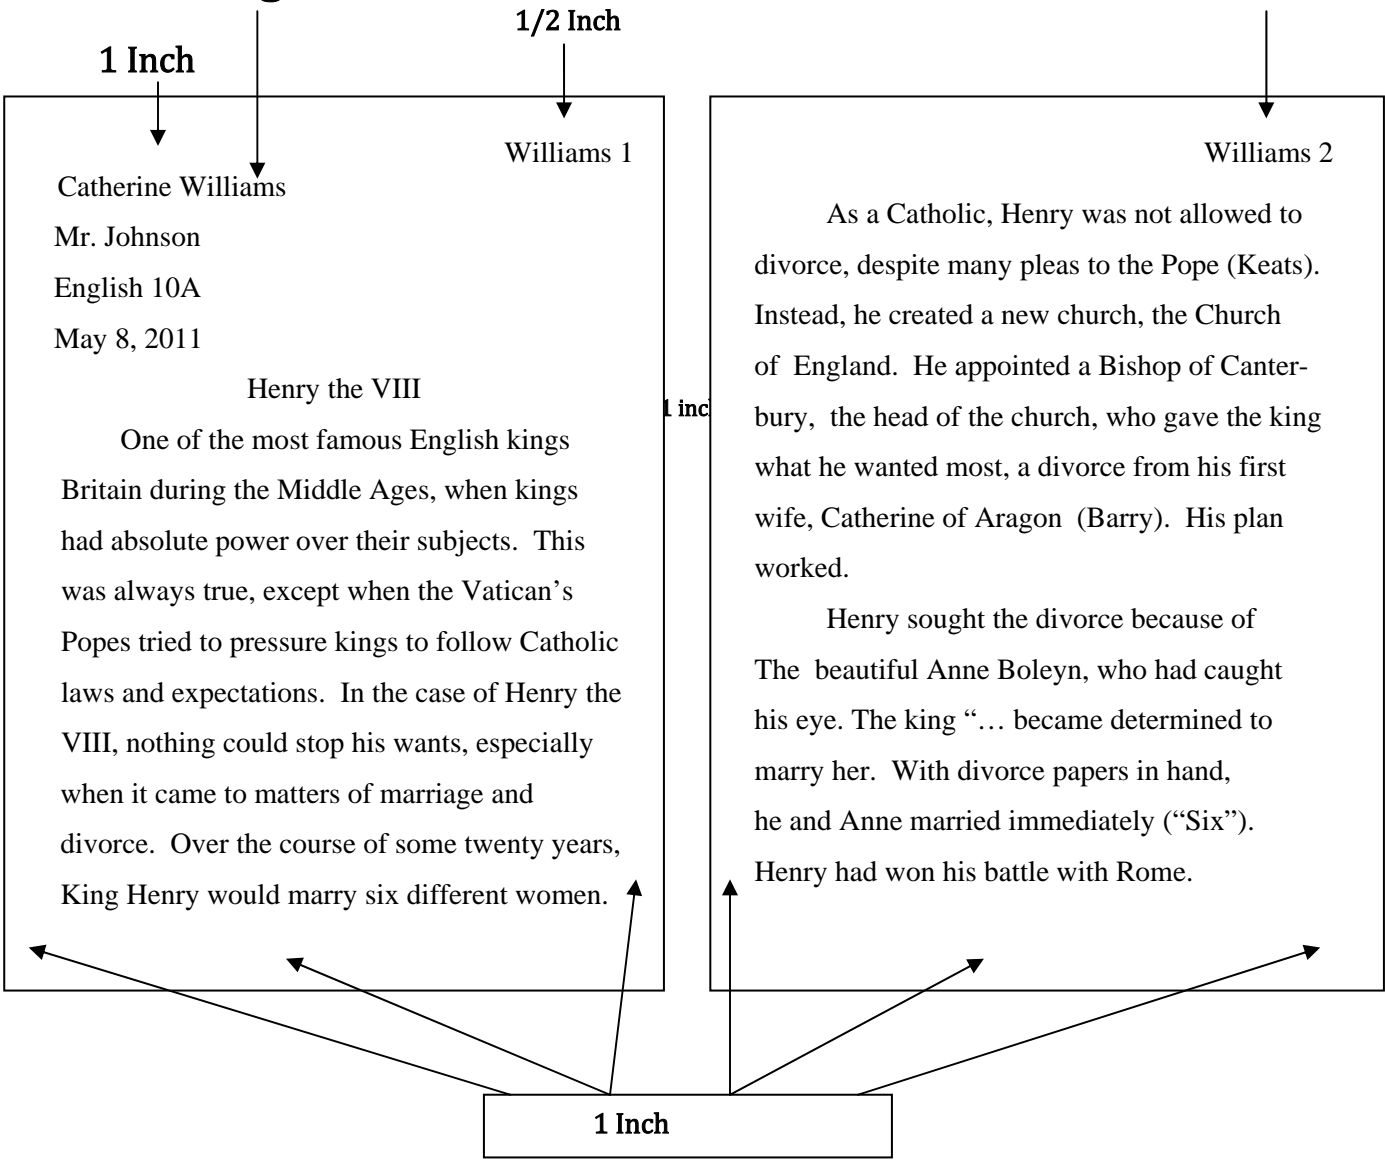 1/2 Inch
1 Inch
Williams 1
Catherine Williams
Mr. Johnson
English 10A
May 8, 2011
Henry the VIII
One of the most famous English kings
Britain during the Middle Ages, when kings
had absolute power over their subjects.  This
was always true, except when the Vatican’s
Popes tried to pressure kings to follow Catholic
laws and expectations.  In the case of Henry the
VIII, nothing could stop his wants, especially
when it came to matters of marriage and
divorce.  Over the course of some twenty years,
King Henry would marry six different women.
1 inc
Williams 2
As a Catholic, Henry was not allowed to
divorce, despite many pleas to the Pope (Keats).
Instead, he created a new church, the Church
of  England.  He appointed a Bishop of Canter-
bury,  the head of the church, who gave the king
what he wanted most, a divorce from his first
wife, Catherine of Aragon  (Barry).  His plan
worked.
Henry sought the divorce because of
The  beautiful Anne Boleyn, who had caught
his eye. The king “… became determined to
marry her.  With divorce papers in hand,
he and Anne married immediately (“Six”).
Henry had won his battle with Rome.
1 Inch